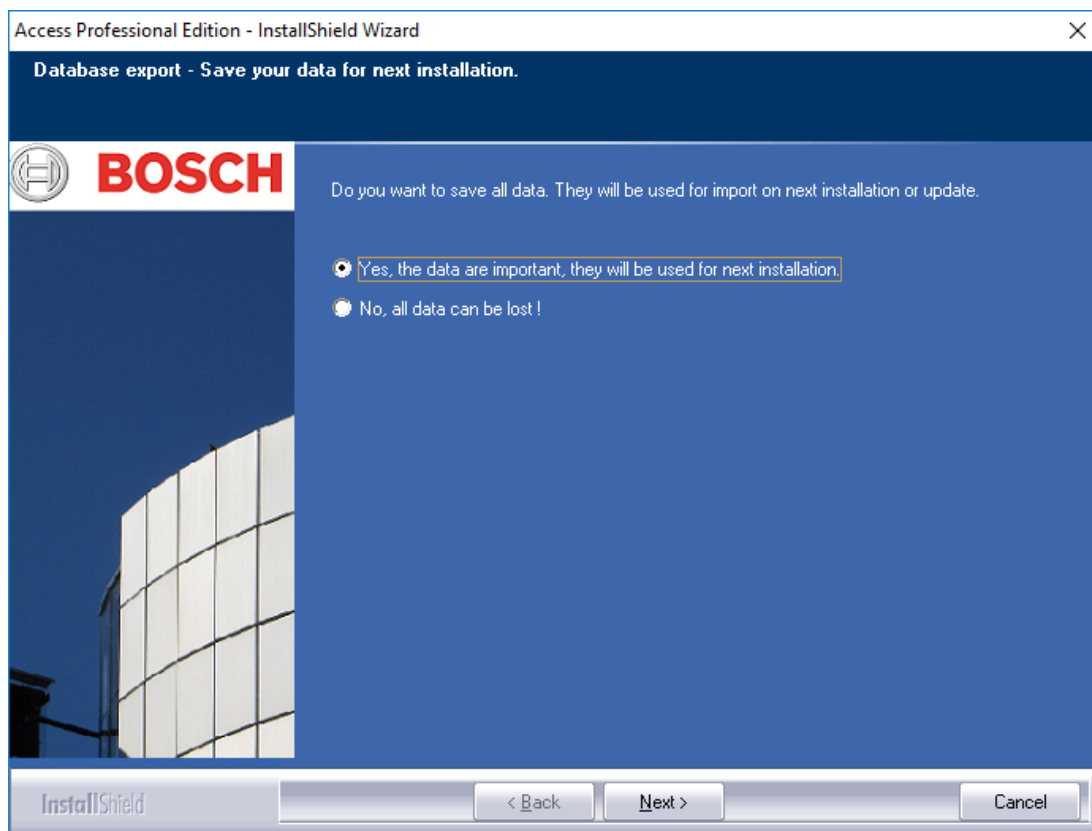 Access Professional Edition - InstallShield Wizard
Database export - Save your data for next installation.
BOSCH
Do you want to save all data. They will be used for import on next installation or update.
Yes, the data are important, they will be used for next installation.
No, all data can be lost !
InstallShield
< Back
Next >
Cancel